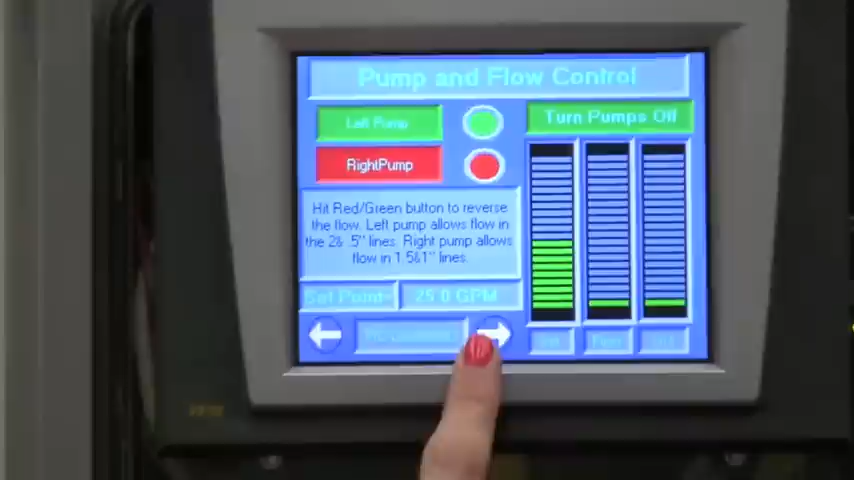 Pump and Flow Control
Left Pump
Turn Pumps Off
RightPump
Hit Red/Green button to reverse
the flow. Left pump allows flow in
the 2& .5" lines. Right pump allows
flow in 1.5&1" lines.
Set Point=
25.0 GPM
Flow